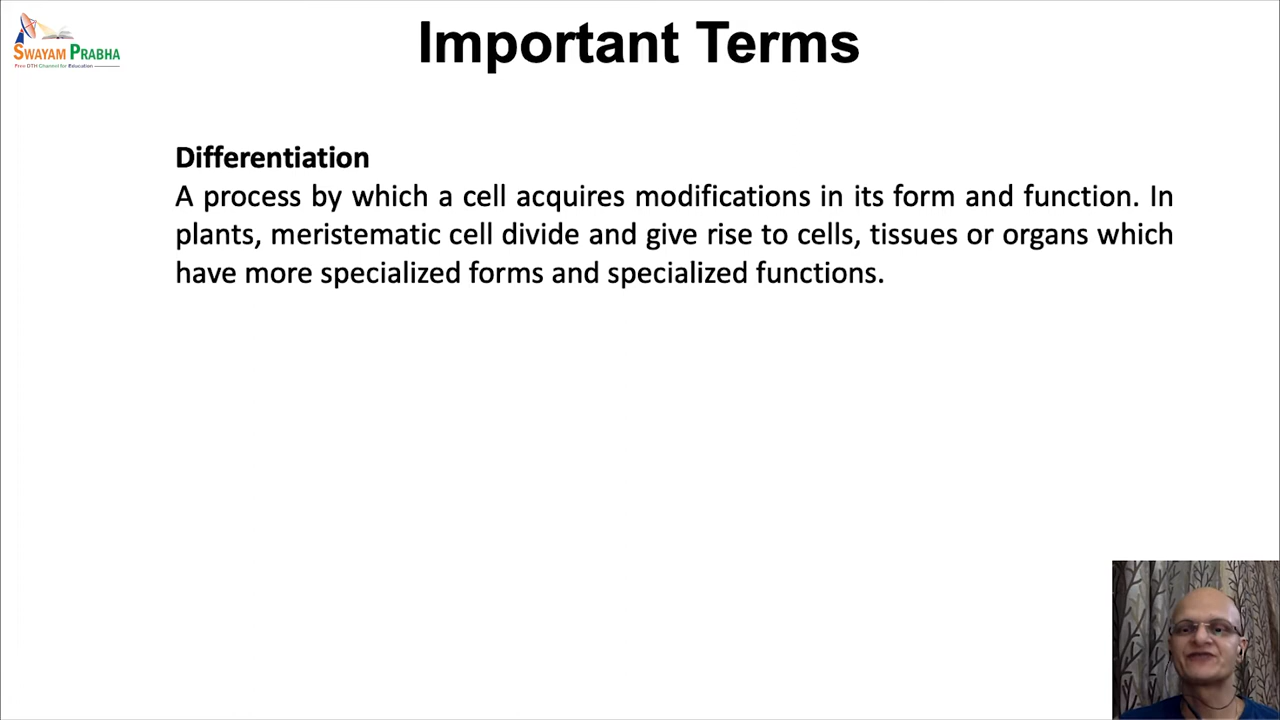 Important Terms
SWAYAM PRABHA
Free DTH Channel for Education
Differentiation
A process by which a cell acquires modifications in its form and function. In
plants, meristematic cell divide and give rise to cells, tissues or organs which
have more specialized forms and specialized functions.